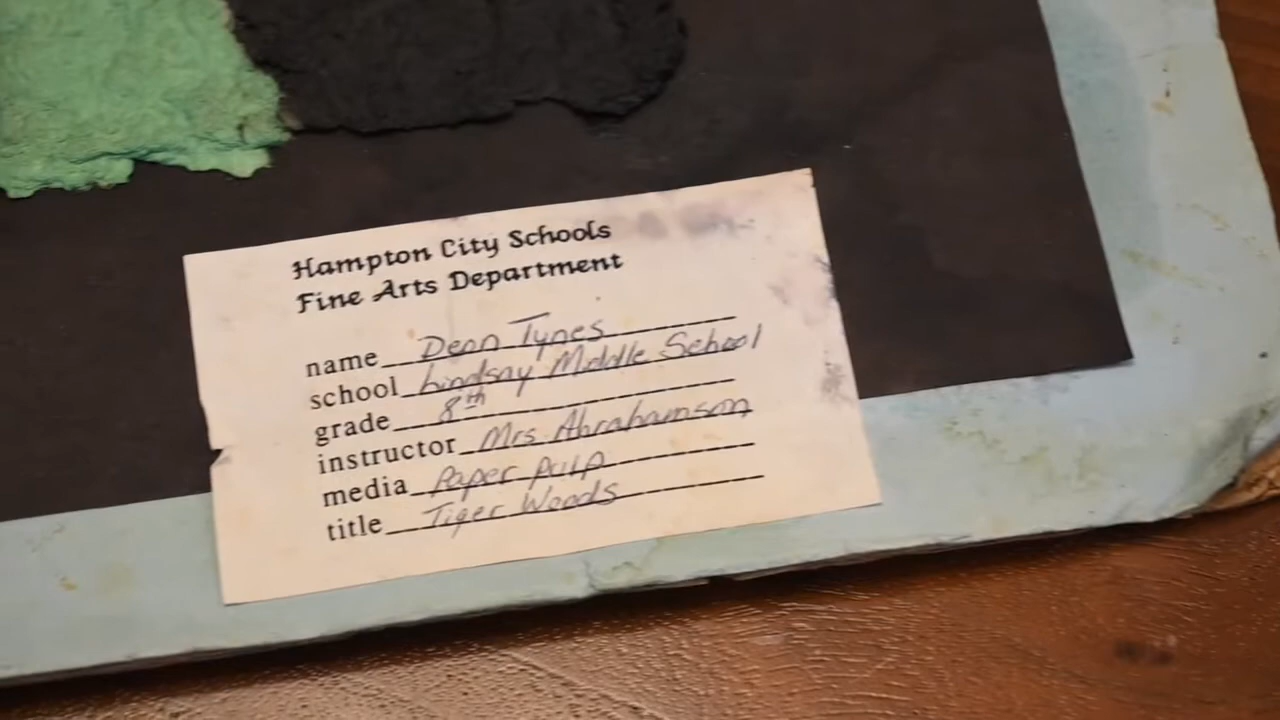 Hampton City Schools
Fine Arts Department
name Deon Tynes
school Lindsay Middle School
grade 8th
instructor Mrs. Abrahamson
media Paper Pulp
title Tiger Woods